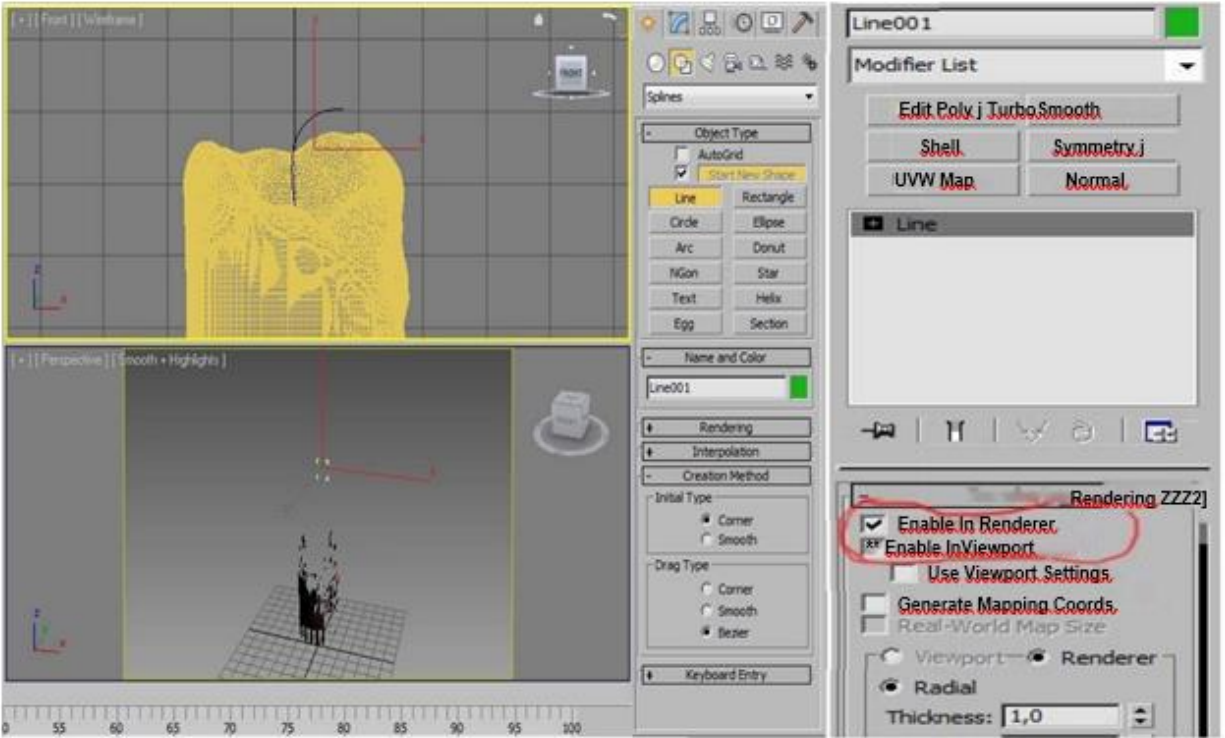 [ + ] [ Front ] [ Wireframe ]
FRONT
[ + ] [ Perspective ] [ Smooth + Highlights ]
55 60 65 70 75 80 85 90 95 100
Splines
- Object Type
AutoGrid
Start New Shape
Line Rectangle
Circle Ellipse
Arc Donut
NGon Star
Text Helix
Egg Section
- Name and Color
Line001
+ Rendering
+ Interpolation
- Creation Method
Initial Type
Corner
Smooth
Drag Type
Corner
Smooth
Bezier
+ Keyboard Entry
Line001
Modifier List
Edit Poly j TurboSmooth
Shell Symmetry j
UVW Map Normal
Line
Rendering ZZZ2]
Enable In Renderer
** Enable InViewport
Use Viewport Settings
Generate Mapping Coords.
Real-World Map Size
Viewport Renderer
Radial
Thickness: 1,0